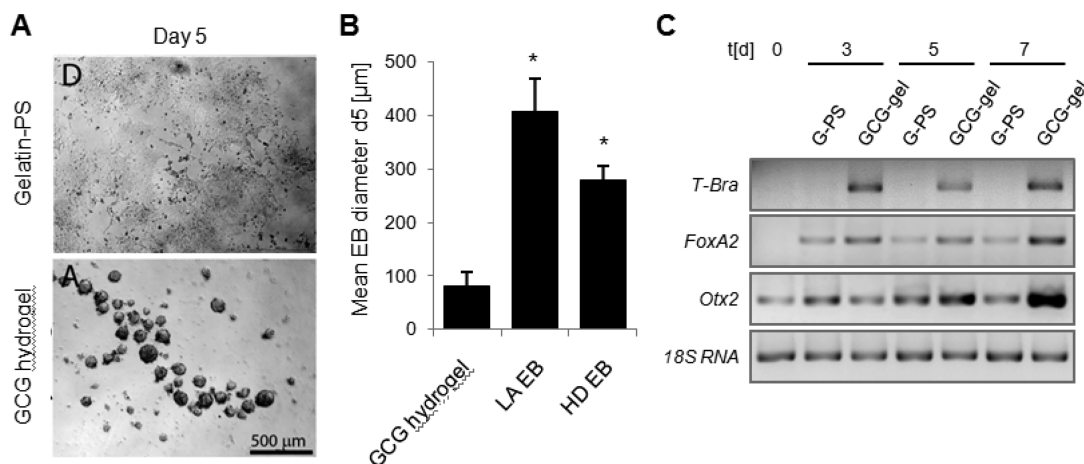 A
Day 5
Gelatin-PS
D
GCG hydrogel
A
500 µm
B
Mean EB diameter d5 [µm]
500
400
300
200
100
0
*
*
GCG hydrogel
LA EB
HD EB
C
t[d] 0 3 5 7
G-PS GCG-gel G-PS GCG-gel G-PS GCG-gel
T-Bra
FoxA2
Otx2
18S RNA